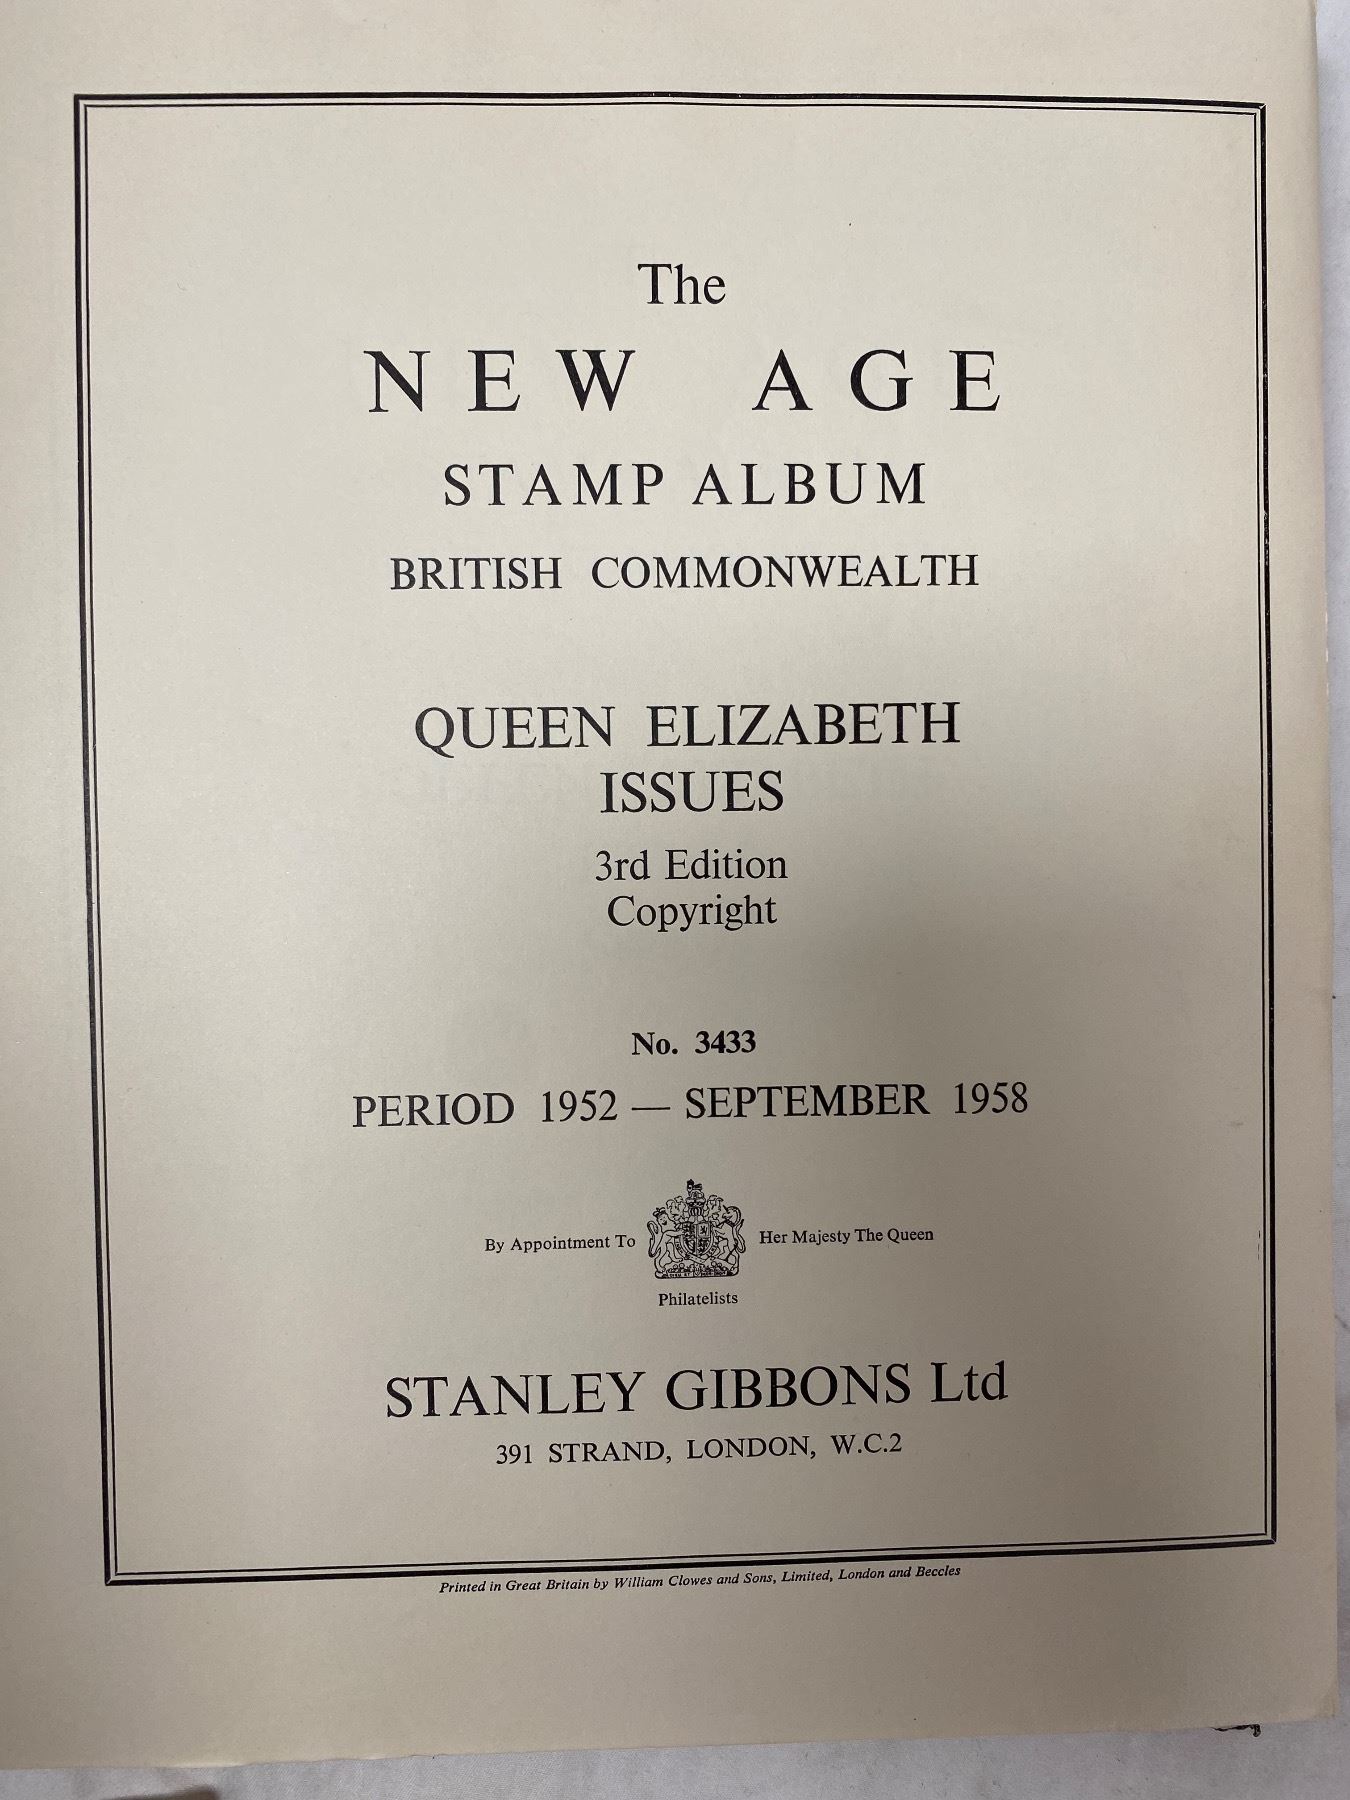 The
NEW AGE
STAMP ALBUM
BRITISH COMMONWEALTH
QUEEN ELIZABETH
ISSUES
3rd Edition
Copyright
No. 3433
PERIOD 1952 — SEPTEMBER 1958
By Appointment To Her Majesty The Queen
Philatelists
STANLEY GIBBONS Ltd
391 STRAND, LONDON, W.C.2
Printed in Great Britain by William Clowes and Sons, Limited, London and Beccles